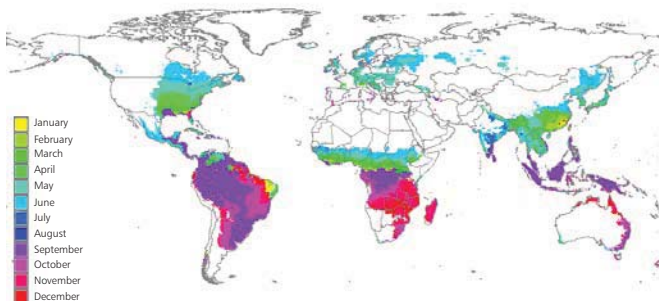 January
February
March
April
May
June
July
August
September
October
November
December